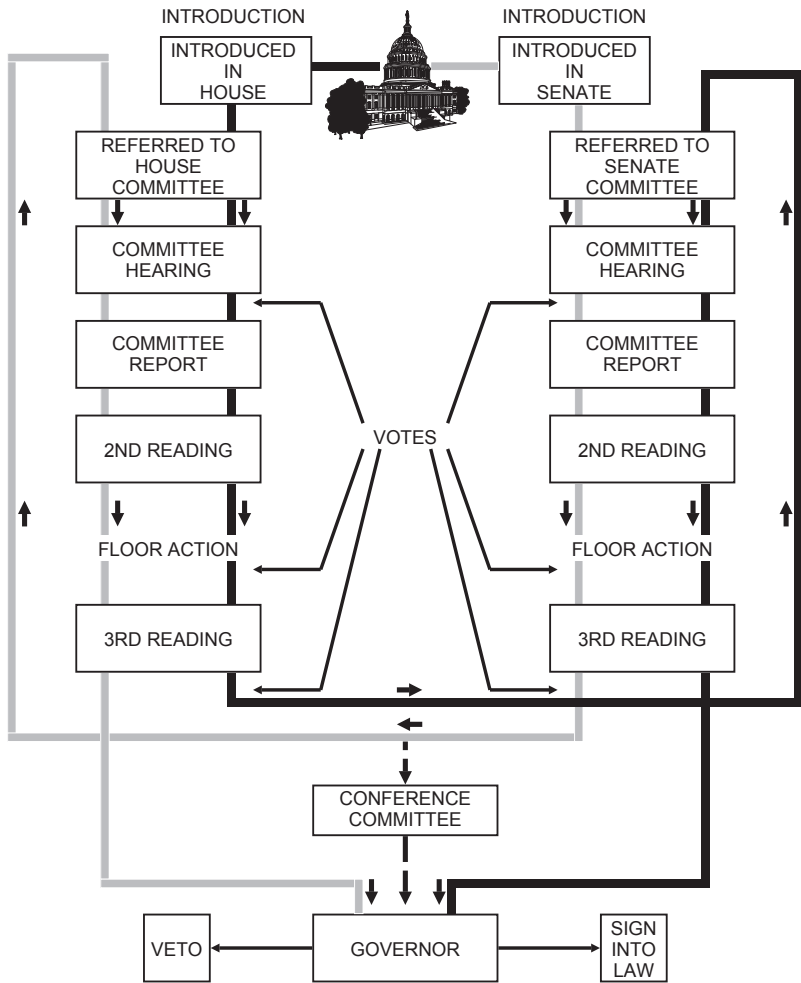 INTRODUCTION
INTRODUCED
IN
HOUSE
REFERRED TO
HOUSE
COMMITTEE
COMMITTEE
HEARING
COMMITTEE
REPORT
2ND READING
FLOOR ACTION
3RD READING
INTRODUCTION
INTRODUCED
IN
SENATE
REFERRED TO
SENATE
COMMITTEE
COMMITTEE
HEARING
COMMITTEE
REPORT
2ND READING
FLOOR ACTION
3RD READING
VOTES
CONFERENCE
COMMITTEE
VETO
GOVERNOR
SIGN
INTO
LAW